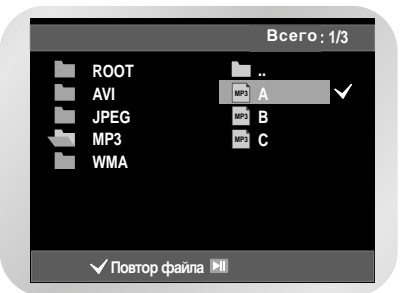 Всего: 1/3
ROOT ..
AVI MP3 A
JPEG MP3 B
MP3 MP3 C
WMA
Повтор файла